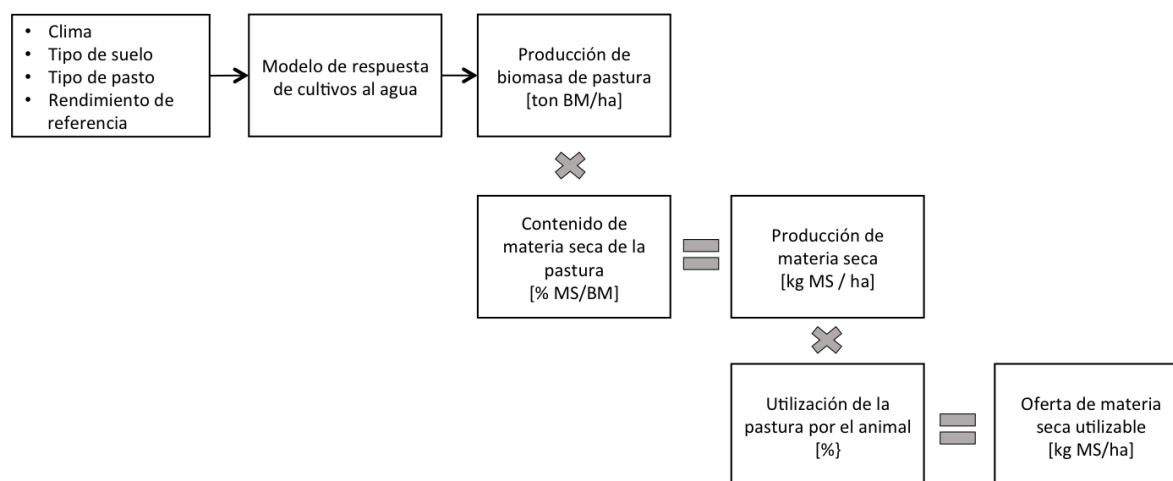 • Clima
• Tipo de suelo
• Tipo de pasto
• Rendimiento de
referencia
Modelo de respuesta
de cultivos al agua
Producción de
biomasa de pastura
[ton BM/ha]
Contenido de
materia seca de la
pastura
[% MS/BM]
Producción de
materia seca
[kg MS / ha]
Utilización de la
pastura por el animal
[%}
Oferta de materia
seca utilizable
[kg MS/ha]